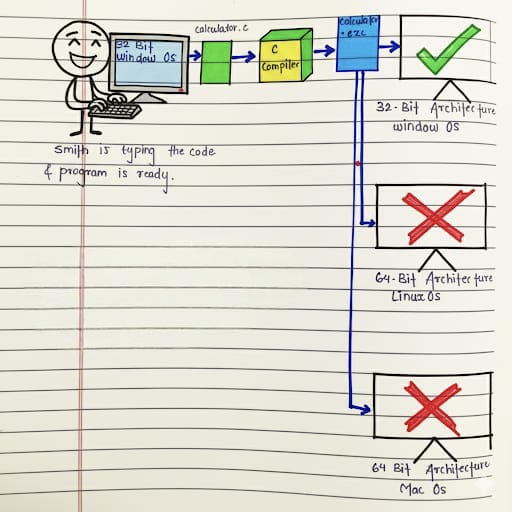 calculator.c
32 Bit
window Os
C
Compiler
Calculator
.exc
32-Bit Architecture
window Os
Smith is typing the code
& program is ready.
64-Bit Architecture
Linux Os
64 Bit Architecture
Mac Os